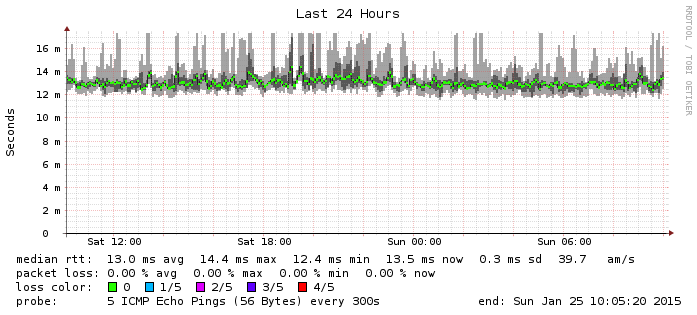 Last 24 Hours
RRDTOOL / TOBI OETIKER
Seconds
16 m
14 m
12 m
10 m
8 m
6 m
4 m
2 m
0
Sat 12:00 Sat 18:00 Sun 00:00 Sun 06:00
median rtt: 13.0 ms avg 14.4 ms max 12.4 ms min 13.5 ms now 0.3 ms sd 39.7 am/s
packet loss: 0.00 % avg 0.00 % max 0.00 % min 0.00 % now
loss color: 0 1/5 2/5 3/5 4/5
probe: 5 ICMP Echo Pings (56 Bytes) every 300s end: Sun Jan 25 10:05:20 2015